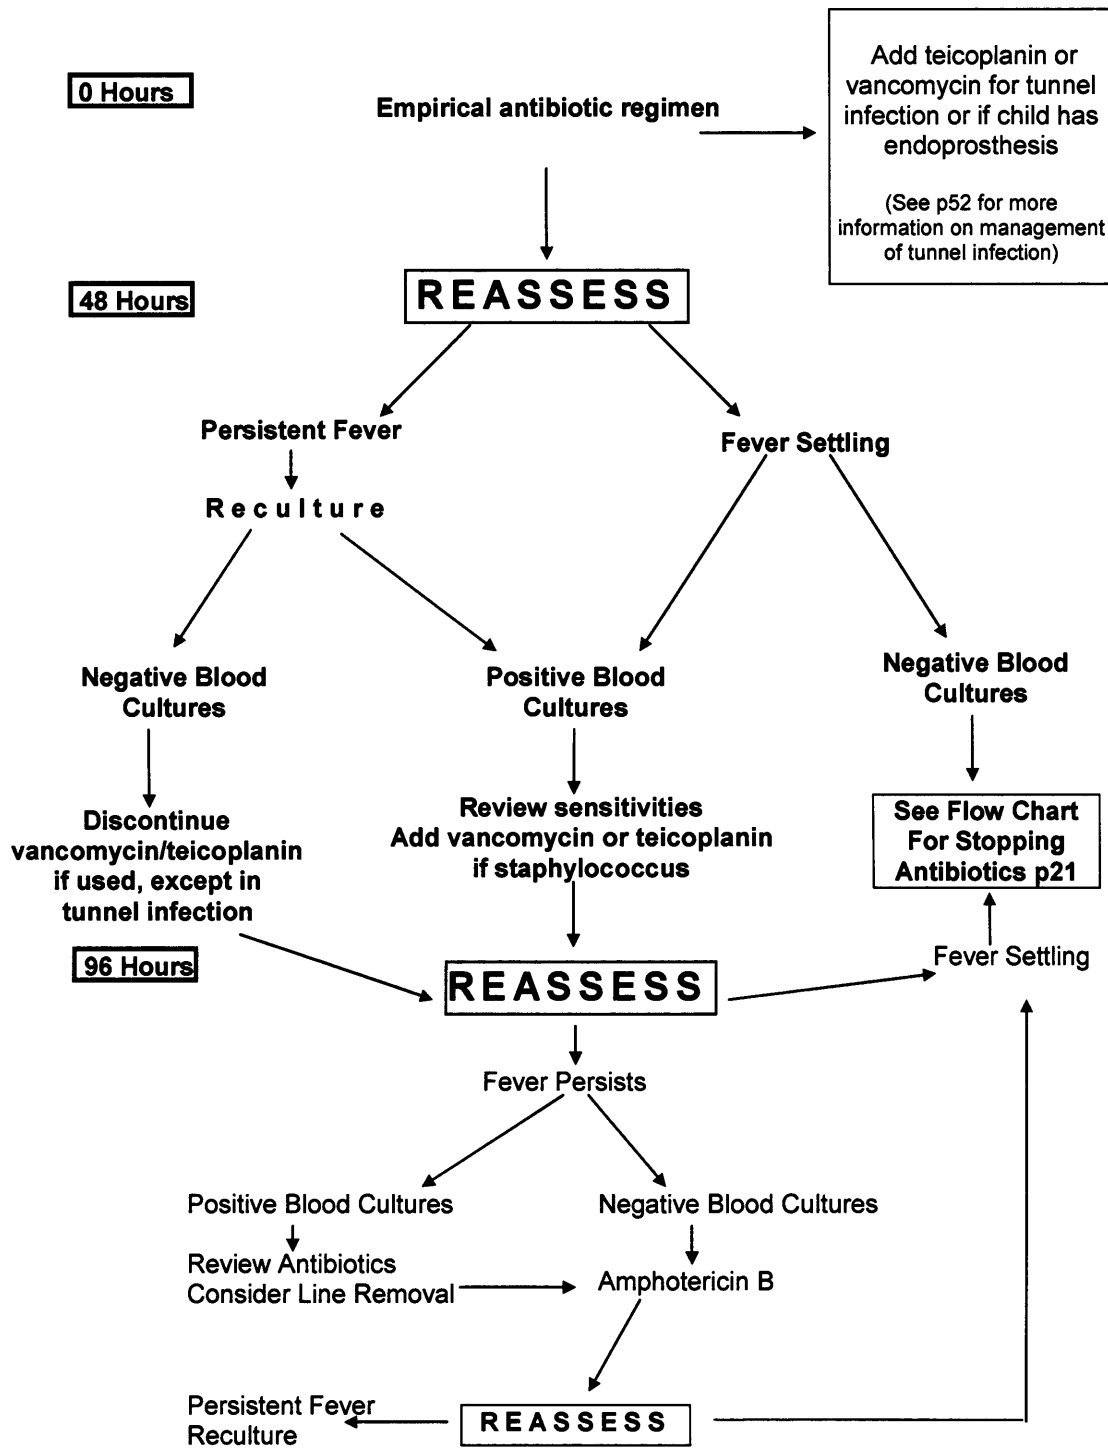 0 Hours
Empirical antibiotic regimen
Add teicoplanin or
vancomycin for tunnel
infection or if child has
endoprosthesis
(See p52 for more
information on management
of tunnel infection)
48 Hours
REASSESS
Persistent Fever
Reculture
Fever Settling
Negative Blood
Cultures
Positive Blood
Cultures
Negative Blood
Cultures
Discontinue
vancomycin/teicoplanin
if used, except in
tunnel infection
Review sensitivities
Add vancomycin or teicoplanin
if staphylococcus
See Flow Chart
For Stopping
Antibiotics p21
96 Hours
REASSESS
Fever Settling
Fever Persists
Positive Blood Cultures
Review Antibiotics
Consider Line Removal
Negative Blood Cultures
Amphotericin B
Persistent Fever
Reculture
REASSESS